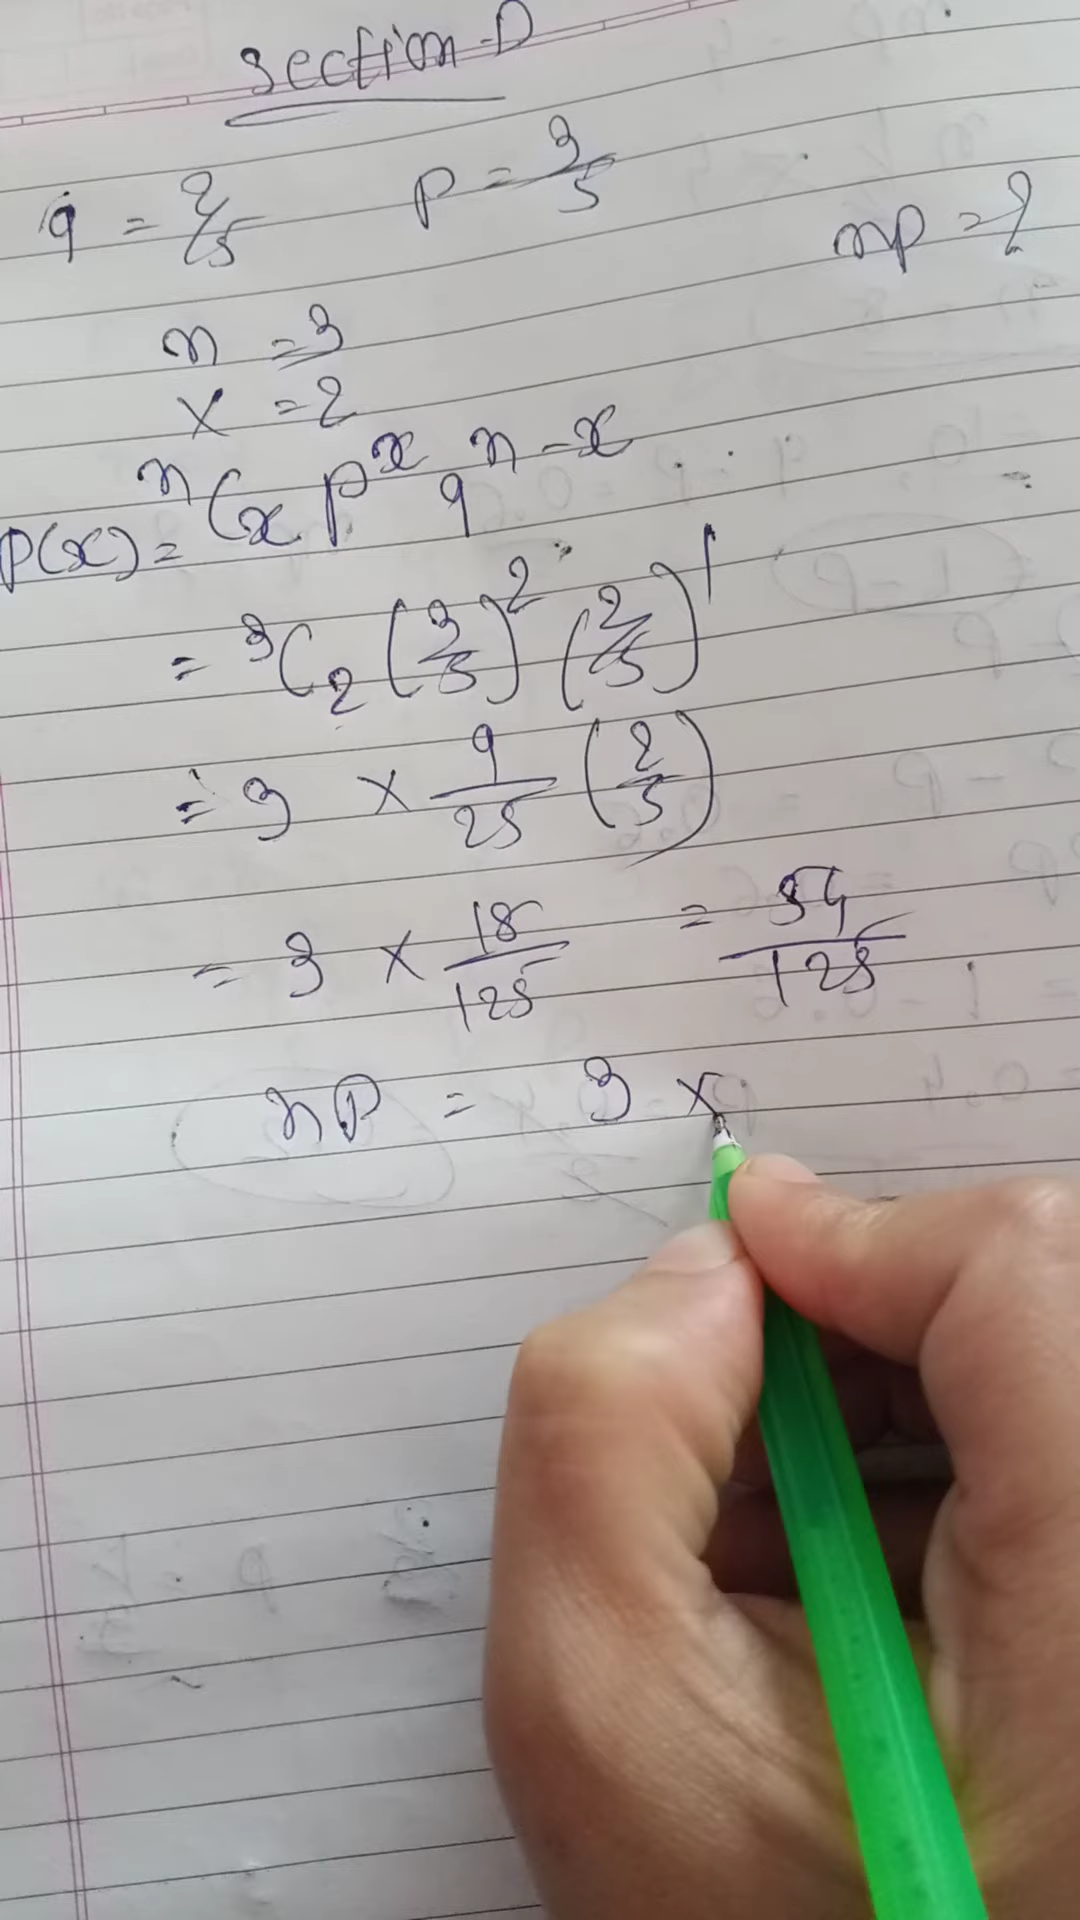 Section-D
q = 2/5 p = 3/5 np = ?
n = 3
x = 2
P(x) = ⁿCₓ pˣ qⁿ⁻ˣ
= ³C₂ (3/5)² (2/5)¹
= 3 × 9/25 (2/5)
= 3 × 18/125 = 54/125
nP = 3 ×